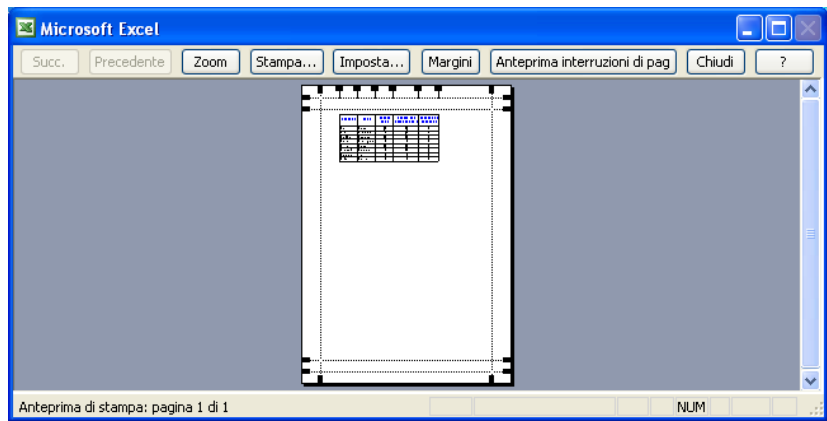 Microsoft Excel
Succ. Precedente Zoom Stampa... Imposta... Margini Anteprima interruzioni di pag Chiudi ?
Anteprima di stampa: pagina 1 di 1 NUM